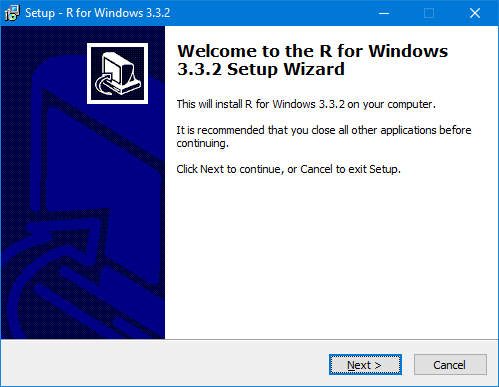 Setup - R for Windows 3.3.2
Welcome to the R for Windows
3.3.2 Setup Wizard
This will install R for Windows 3.3.2 on your computer.
It is recommended that you close all other applications before
continuing.
Click Next to continue, or Cancel to exit Setup.
Next >
Cancel